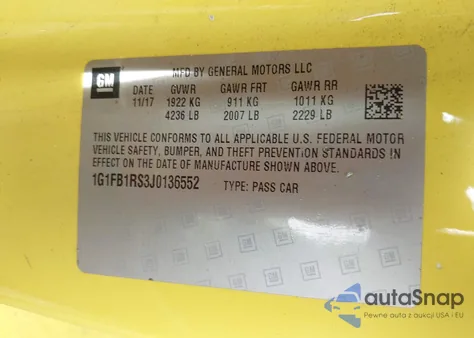 GM
MFD BY GENERAL MOTORS LLC
DATE GVWR GAWR FRT GAWR RR
11/17 1922 KG 911 KG 1011 KG
4236 LB 2007 LB 2229 LB
THIS VEHICLE CONFORMS TO ALL APPLICABLE U.S. FEDERAL MOTOR
VEHICLE SAFETY, BUMPER, AND THEFT PREVENTION STANDARDS IN
EFFECT ON THE DATE OF MANUFACTURE SHOWN ABOVE.
1G1FB1RS3J0136552 TYPE: PASS CAR
autoSnap
Pewne auta z aukcji USA i EU